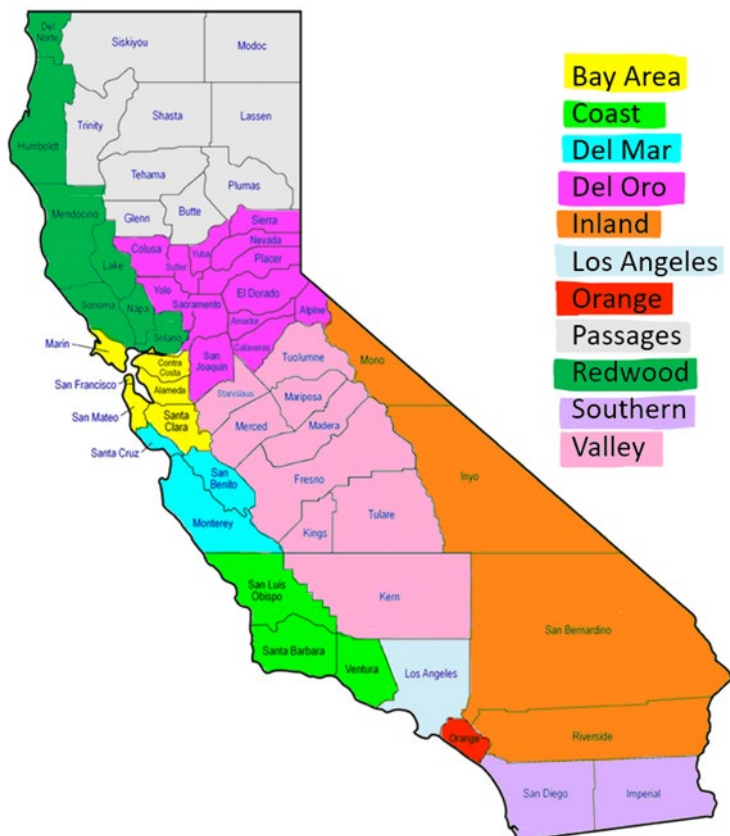 Del
Norte
Siskiyou
Modoc
Humboldt
Trinity
Shasta
Lassen
Tehama
Plumas
Mendocino
Glenn
Butte
Sierra
Lake
Colusa
Sutter
Yuba
Nevada
Placer
Sonoma
Napa
Yolo
Sacramento
El Dorado
Solano
Amador
Alpine
Marin
San Francisco
San Mateo
Santa Cruz
Contra
Costa
Alameda
Santa
Clara
San
Joaquin
Calaveras
Tuolumne
Mono
Stanislaus
Mariposa
Merced
Madera
San
Benito
Fresno
Inyo
Monterey
Kings
Tulare
San Luis
Obispo
Kern
San Bernardino
Santa Barbara
Ventura
Los Angeles
Orange
Riverside
San Diego
Imperial
Bay Area
Coast
Del Mar
Del Oro
Inland
Los Angeles
Orange
Passages
Redwood
Southern
Valley